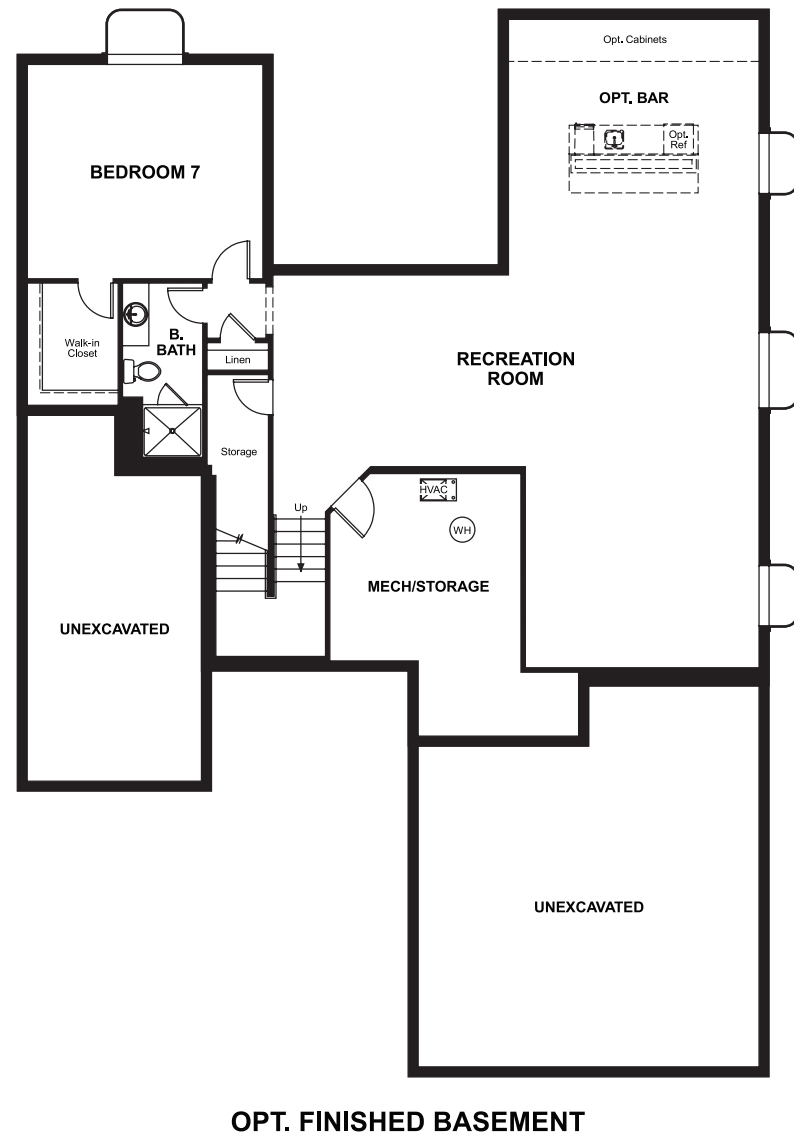 Opt. Cabinets
OPT. BAR
Opt.
Ref
BEDROOM 7
Walk-in
Closet
B.
BATH
Linen
RECREATION
ROOM
Storage
Up
HVAC
WH
MECH/STORAGE
UNEXCAVATED
UNEXCAVATED
OPT. FINISHED BASEMENT